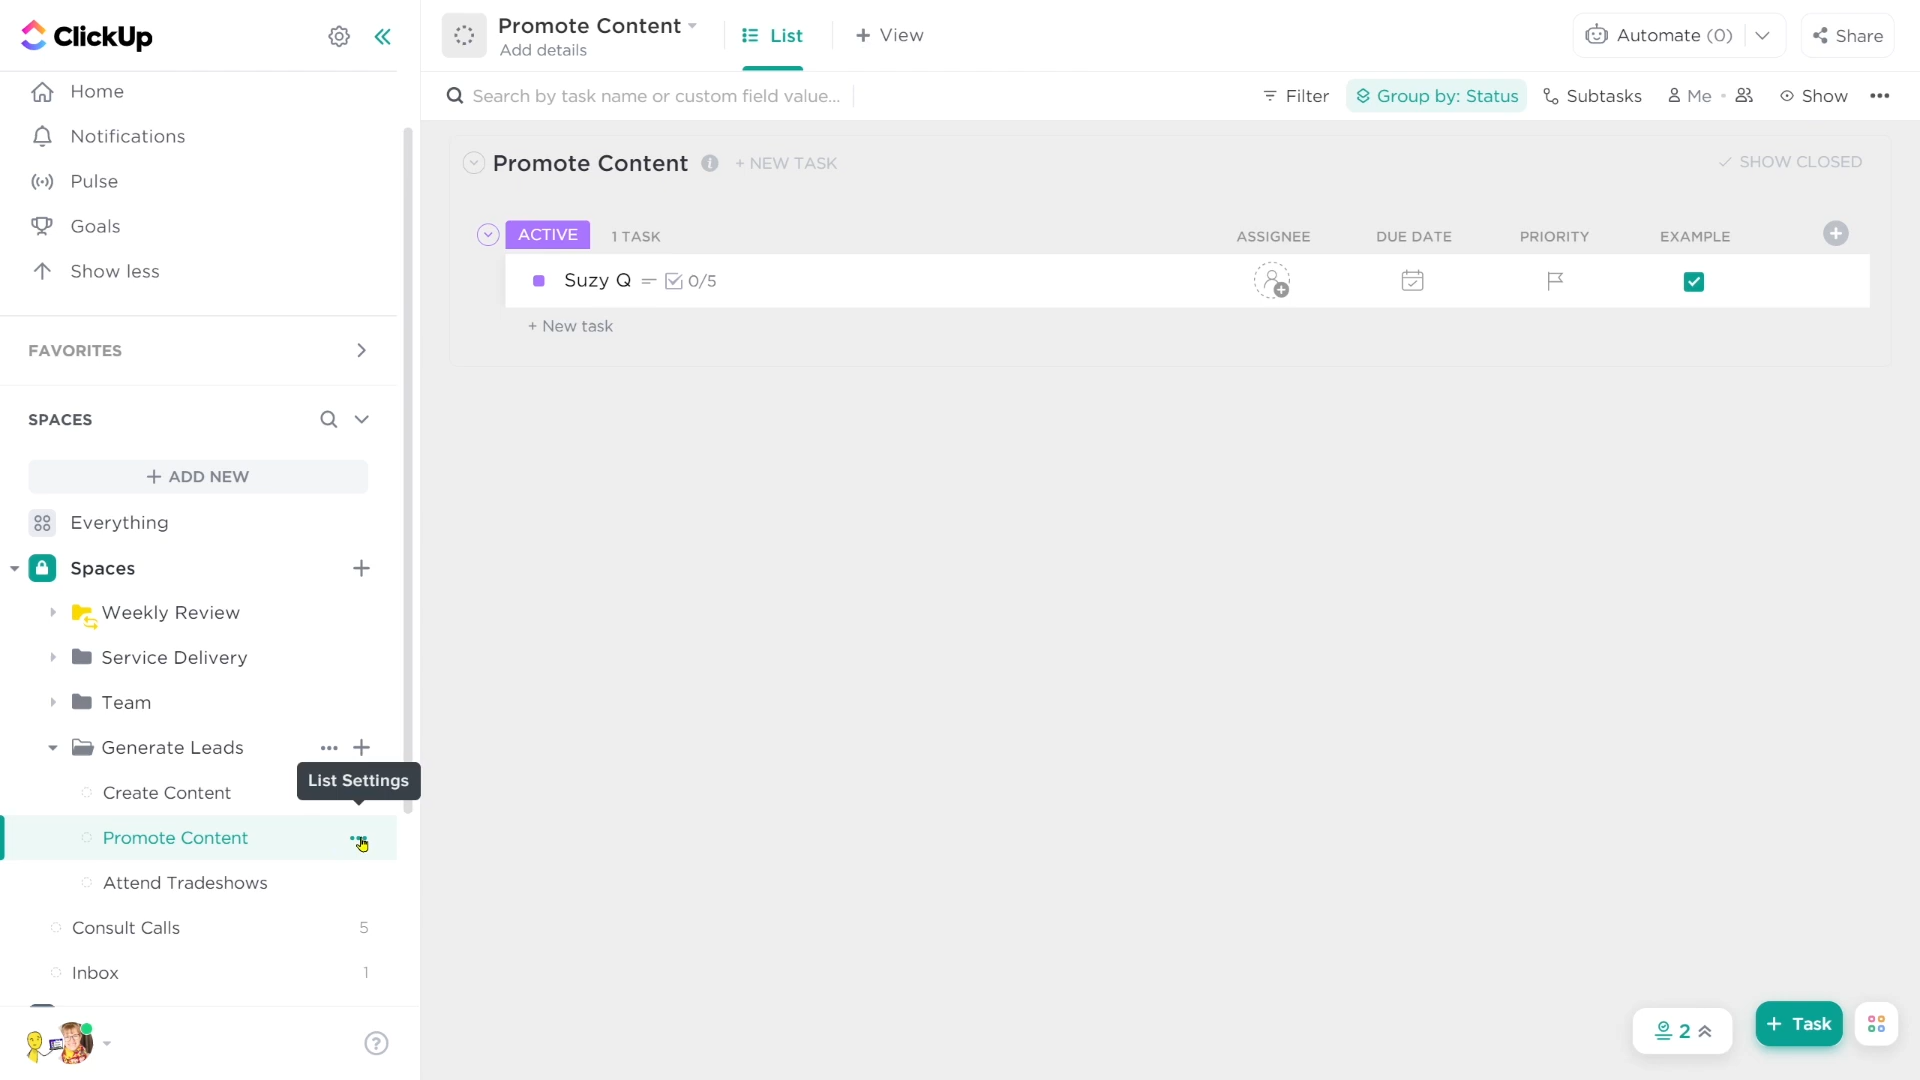 ClickUp
Home
Notifications
Pulse
Goals
Show less
FAVORITES
SPACES
+ ADD NEW
Everything
Spaces
Weekly Review
Service Delivery
Team
Generate Leads
List Settings
Create Content
Promote Content
Attend Tradeshows
Consult Calls 5
Inbox 1
Promote Content
Add details
List
+ View
Automate (0)
Share
Search by task name or custom field value...
Filter
Group by: Status
Subtasks
Me
Show
Promote Content
+ NEW TASK
SHOW CLOSED
ACTIVE 1 TASK ASSIGNEE DUE DATE PRIORITY EXAMPLE
Suzy Q 0/5
+ New task
2
+ Task